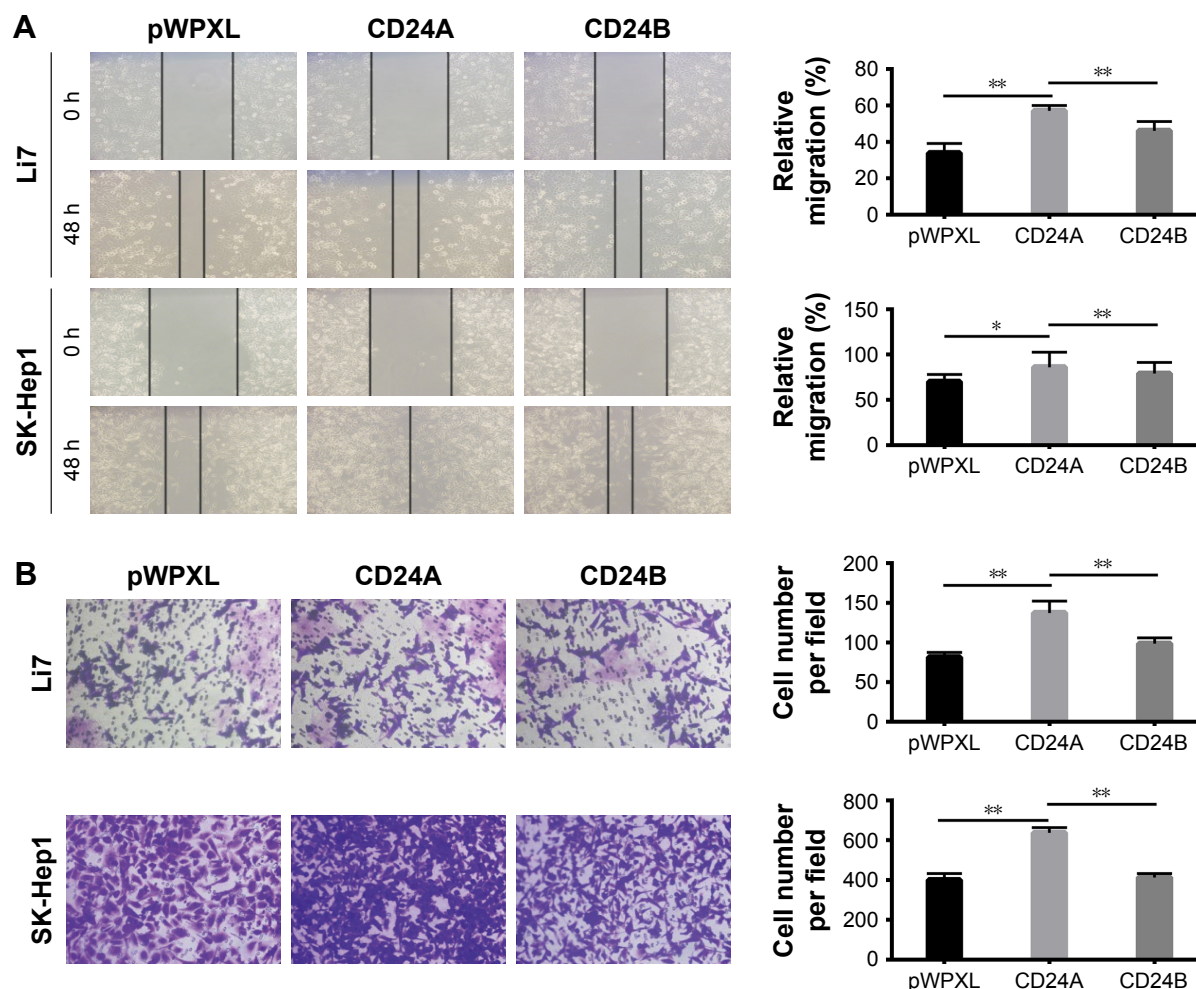 A
pWPXL
CD24A
CD24B
Li7
0 h
48 h
SK-Hep1
0 h
48 h
Relative
migration (%)
80
60
40
20
0
**
**
pWPXL
CD24A
CD24B
Relative
migration (%)
150
100
50
0
*
**
pWPXL
CD24A
CD24B
B
pWPXL
CD24A
CD24B
Li7
SK-Hep1
Cell number
per field
200
150
100
50
0
**
**
pWPXL
CD24A
CD24B
Cell number
per field
800
600
400
200
0
**
**
pWPXL
CD24A
CD24B